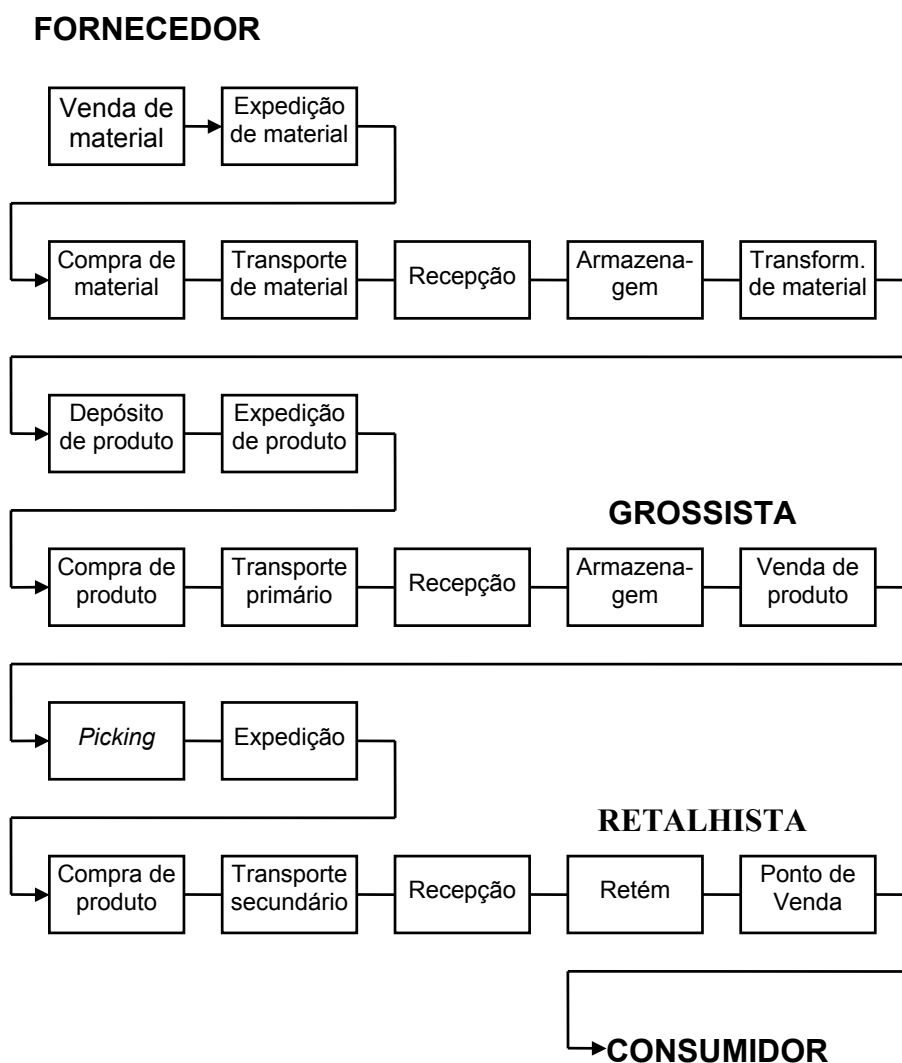 FORNECEDOR
Venda de
material
Expedição
de material
Compra de
material
Transporte
de material
Recepção
Armazena-
gem
Transform.
de material
Depósito
de produto
Expedição
de produto
GROSSISTA
Compra de
produto
Transporte
primário
Recepção
Armazena-
gem
Venda de
produto
Picking
Expedição
RETALHISTA
Compra de
produto
Transporte
secundário
Recepção
Retém
Ponto de
Venda
CONSUMIDOR